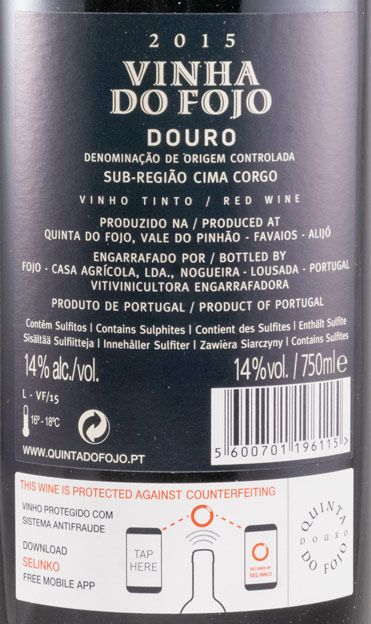 2015
VINHA
DO FOJO
DOURO
DENOMINAÇÃO DE ORIGEM CONTROLADA
SUB-REGIÃO CIMA CORGO
VINHO TINTO / RED WINE
PRODUZIDO NA / PRODUCED AT
QUINTA DO FOJO, VALE DO PINHÃO - FAVAIOS - ALIJÓ
ENGARRAFADO POR / BOTTLED BY
FOJO - CASA AGRÍCOLA, LDA., NOGUEIRA - LOUSADA - PORTUGAL
VITIVINICULTORA ENGARRAFADORA
PRODUTO DE PORTUGAL / PRODUCT OF PORTUGAL
Contém Sulfitos | Contains Sulphites | Contient des Sulfites | Enthält Sulfite
Sisältää Sulfiitteja | Innehåller Sulfiter | Zawiera Siarczyny | Contains Sulfites
14% alc./vol.
14%vol. / 750ml e
L - VF/15
16º - 18ºC
WWW.QUINTADOFOJO.PT
5 600701 196115 >
THIS WINE IS PROTECTED AGAINST COUNTERFEITING
VINHO PROTEGIDO COM
SISTEMA ANTIFRAUDE
DOWNLOAD
SELINKO
FREE MOBILE APP
TAP
HERE
SECURED BY
SELINKO
QUINTA
DOURO
DO FOJO